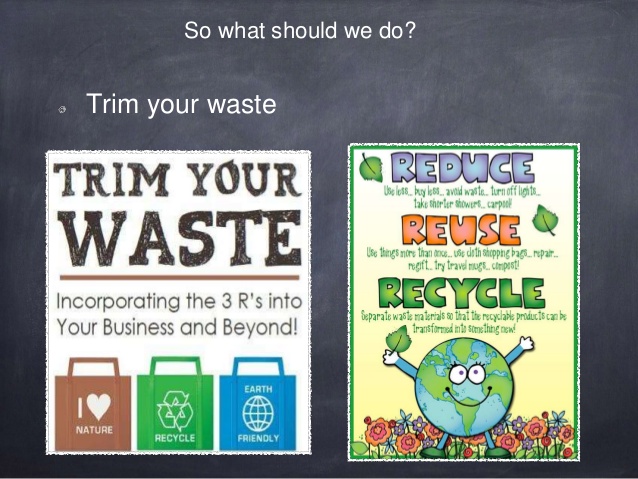 So what should we do?
Trim your waste
TRIM YOUR
WASTE
Incorporating the 3 R's into
Your Business and Beyond!
I
NATURE
RECYCLE
EARTH
FRIENDLY
REDUCE
Use less... buy less... avoid waste... turn off lights...
take shorter showers... carpool!
REUSE
Use things more than once... use cloth shopping bags... repair...
regift... try travel mugs... compost!
RECYCLE
Separate waste materials so that the recyclable products can be
transformed into something new!